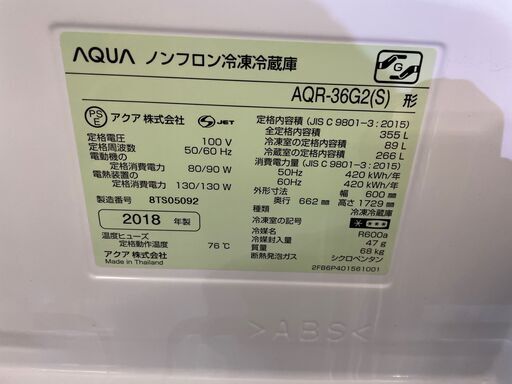 AQUA ノンフロン冷凍冷蔵庫
G
AQR-36G2(S) 形
PS E アクア 株式会社 S JET
定格電圧 100 V
定格周波数 50/60 Hz
電動機の
定格消費電力 80/90 W
電熱装置の
定格消費電力 130/130 W
製造番号 8TS05092
2018 年製
温度ヒューズ
定格動作温度 76℃
アクア 株式会社
Made in Thailand
定格内容積 (JIS C 9801-3 : 2015)
全定格内容積 355 L
冷凍室の定格内容積 89 L
冷蔵室の定格内容積 266 L
消費電力量 (JIS C 9801-3 : 2015)
50Hz 420 kWh/年
60Hz 420 kWh/年
外形寸法 幅 600 mm
奥行 662 mm 高さ 1729 mm
種類 冷凍冷蔵庫
冷凍室の記号
冷媒 R600a
冷媒封入量 47 g
質量 68 kg
断熱発泡ガス シクロペンタン
2FB6P401561001
>ABS<